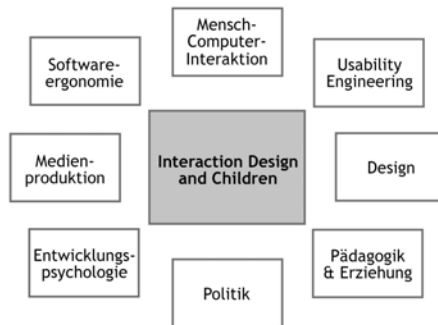 Mensch-
Computer-
Interaktion
Software-
ergonomie
Usability
Engineering
Medien-
produktion
Interaction Design
and Children
Design
Entwicklungs-
psychologie
Politik
Pädagogik
& Erziehung